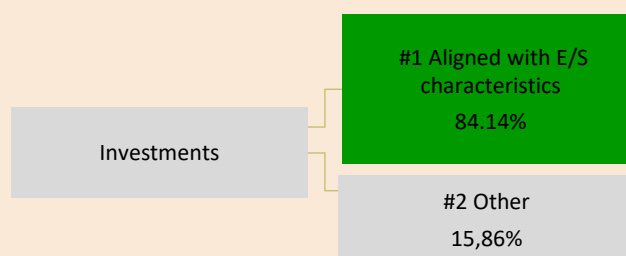 #1 Aligned with E/S
characteristics
84.14%
Investments
#2 Other
15,86%